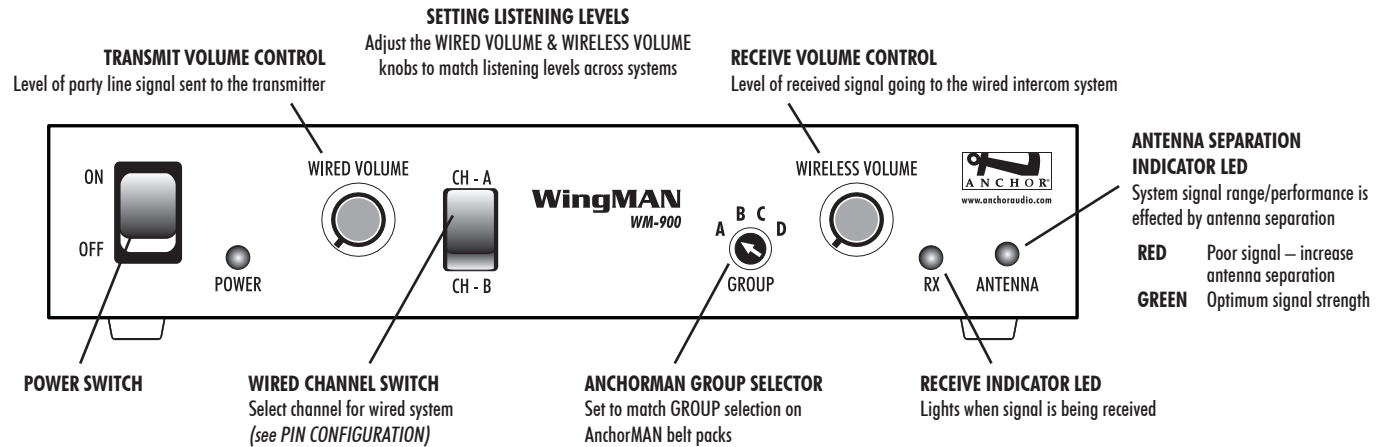 SETTING LISTENING LEVELS
Adjust the WIRED VOLUME & WIRELESS VOLUME
knobs to match listening levels across systems
TRANSMIT VOLUME CONTROL
Level of party line signal sent to the transmitter
RECEIVE VOLUME CONTROL
Level of received signal going to the wired intercom system
ANTENNA SEPARATION
INDICATOR LED
System signal range/performance is
effected by antenna separation
RED Poor signal – increase
antenna separation
GREEN Optimum signal strength
ON
OFF
POWER
WIRED VOLUME
CH - A
CH - B
WingMAN
WM-900
A B C D
GROUP
WIRELESS VOLUME
ANCHOR®
www.anchoraudio.com
RX
ANTENNA
POWER SWITCH
WIRED CHANNEL SWITCH
Select channel for wired system
(see PIN CONFIGURATION)
ANCHORMAN GROUP SELECTOR
Set to match GROUP selection on
AnchorMAN belt packs
RECEIVE INDICATOR LED
Lights when signal is being received